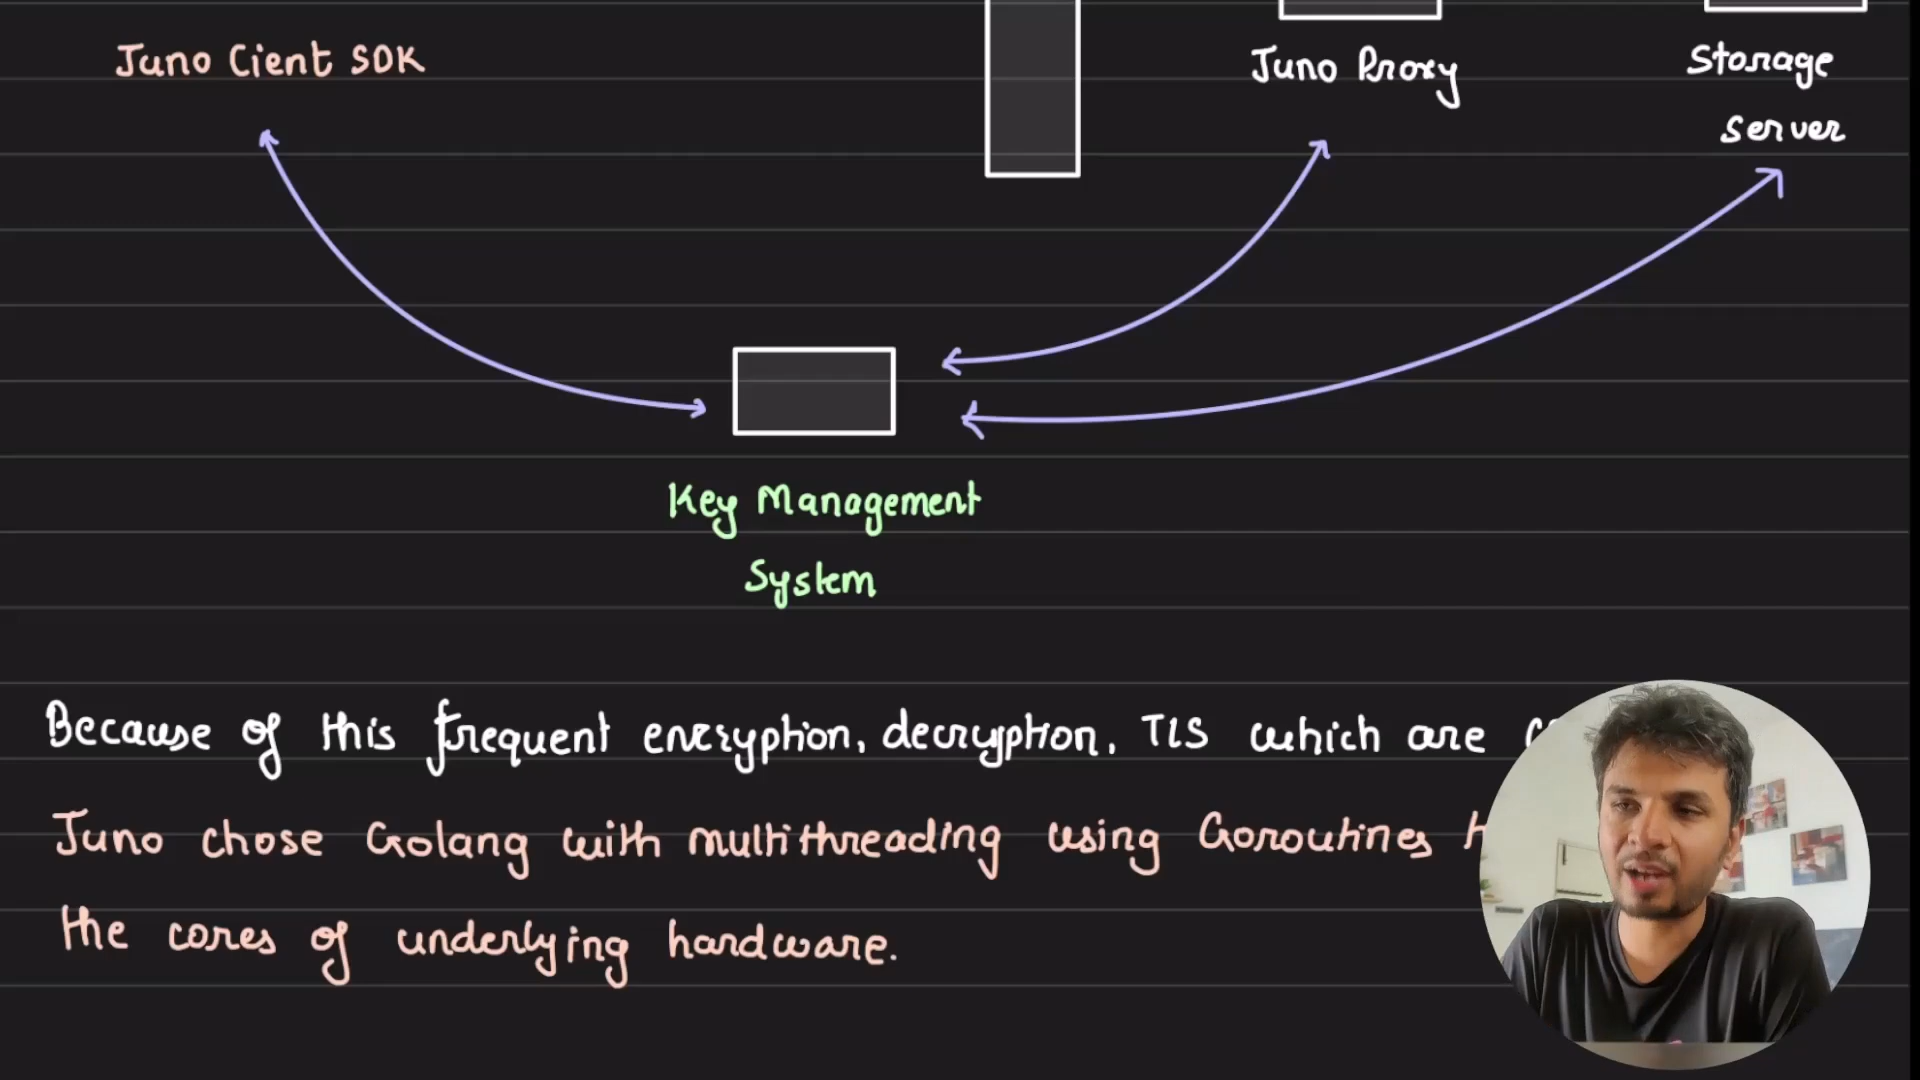 Juno Cient SDK
Juno Proxy
Storage
Server
Key Management
System
Because of this frequent encryption, decryption, TLS which are
Juno chose Golang with multithreading using Goroutines
the cores of underlying hardware.